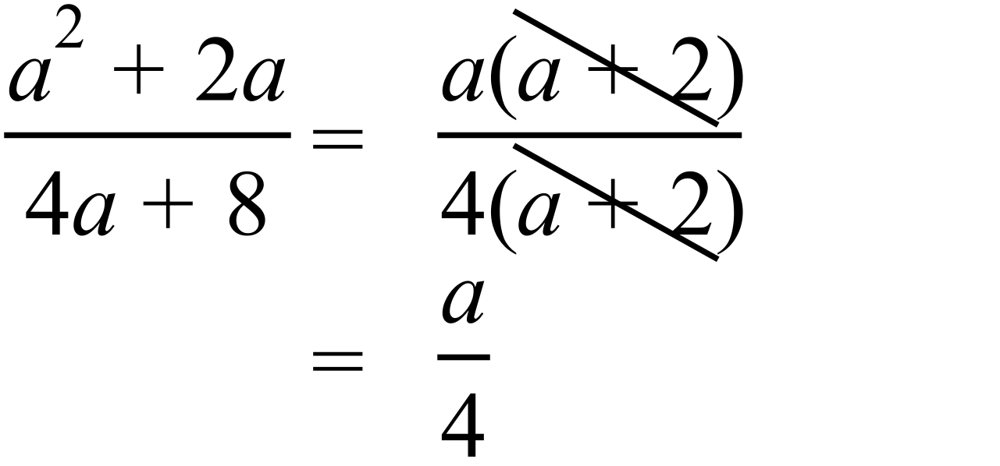 a² + 2a / 4a + 8 = a(a + 2) / 4(a + 2)
= a / 4